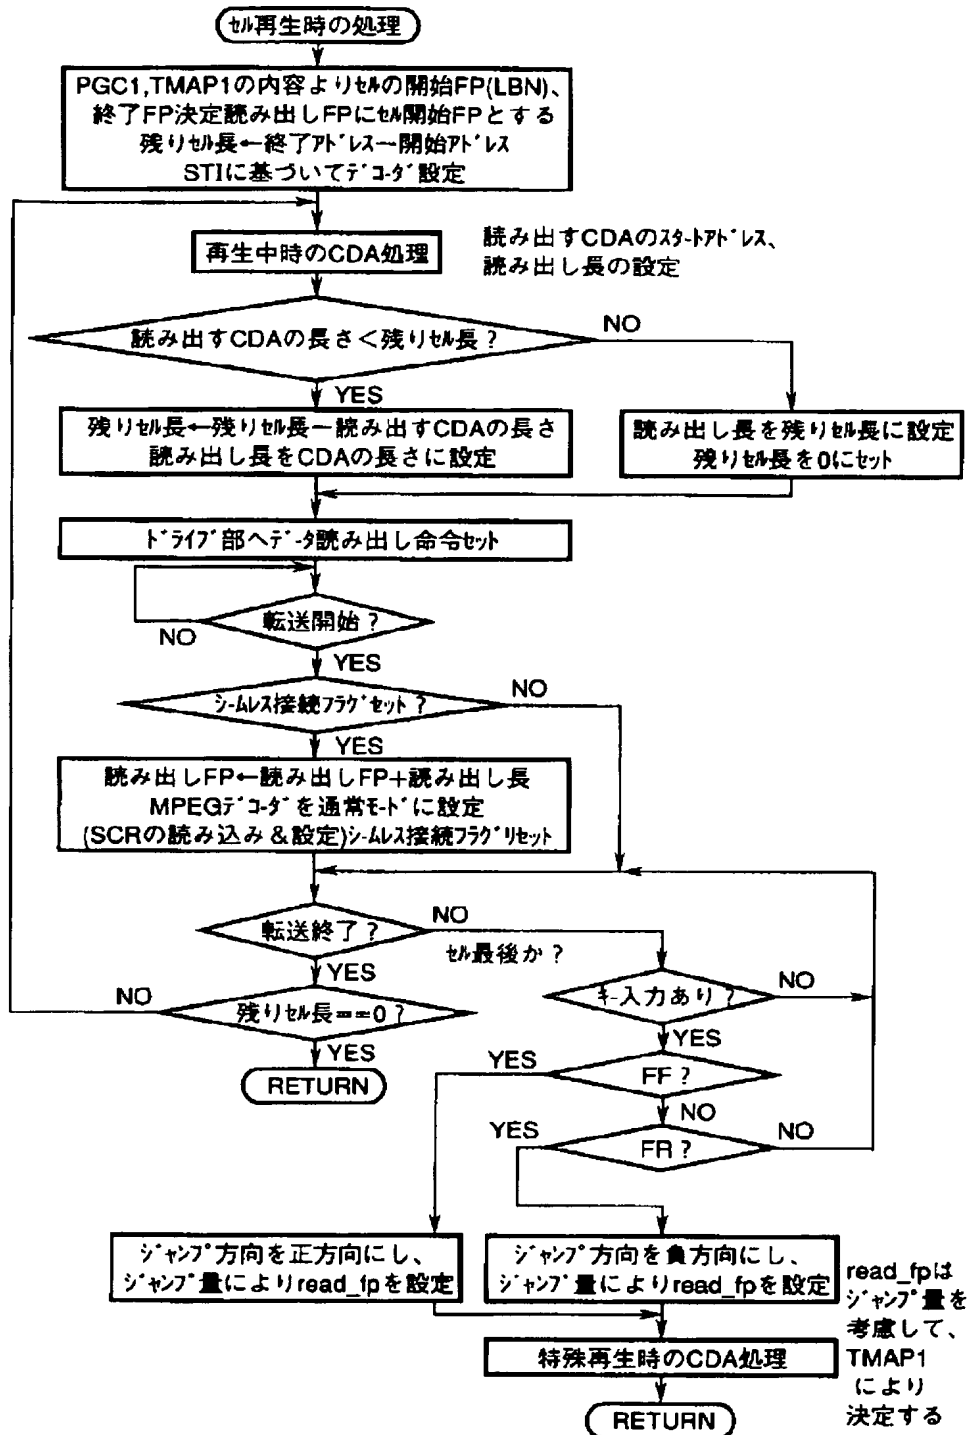 セル再生時の処理
PGC1,TMAP1の内容よりセルの開始FP(LBN)、
終了FP決定読み出しFPにセル開始FPとする
残りセル長←終了アドレス−開始アドレス
STIに基づいてデコーダ設定
再生中時のCDA処理
読み出すCDAのスタートアドレス、
読み出し長の設定
読み出すCDAの長さ<残りセル長?
NO
YES
残りセル長←残りセル長−読み出すCDAの長さ
読み出し長をCDAの長さに設定
読み出し長を残りセル長に設定
残りセル長を0にセット
ドライブ部へデータ読み出し命令セット
転送開始?
NO
YES
シームレス接続フラグセット?
NO
YES
読み出しFP←読み出しFP+読み出し長
MPEGデコーダを通常モードに設定
(SCRの読み込み&設定)シームレス接続フラグリセット
転送終了?
NO
セル最後か?
YES
残りセル長==0?
NO
YES
RETURN
キー入力あり?
NO
YES
FF?
YES
NO
FR?
YES
NO
ジャンプ方向を正方向にし、
ジャンプ量によりread_fpを設定
ジャンプ方向を負方向にし、
ジャンプ量によりread_fpを設定
read_fpは
ジャンプ量を
考慮して、
TMAP1
により
決定する
特殊再生時のCDA処理
RETURN